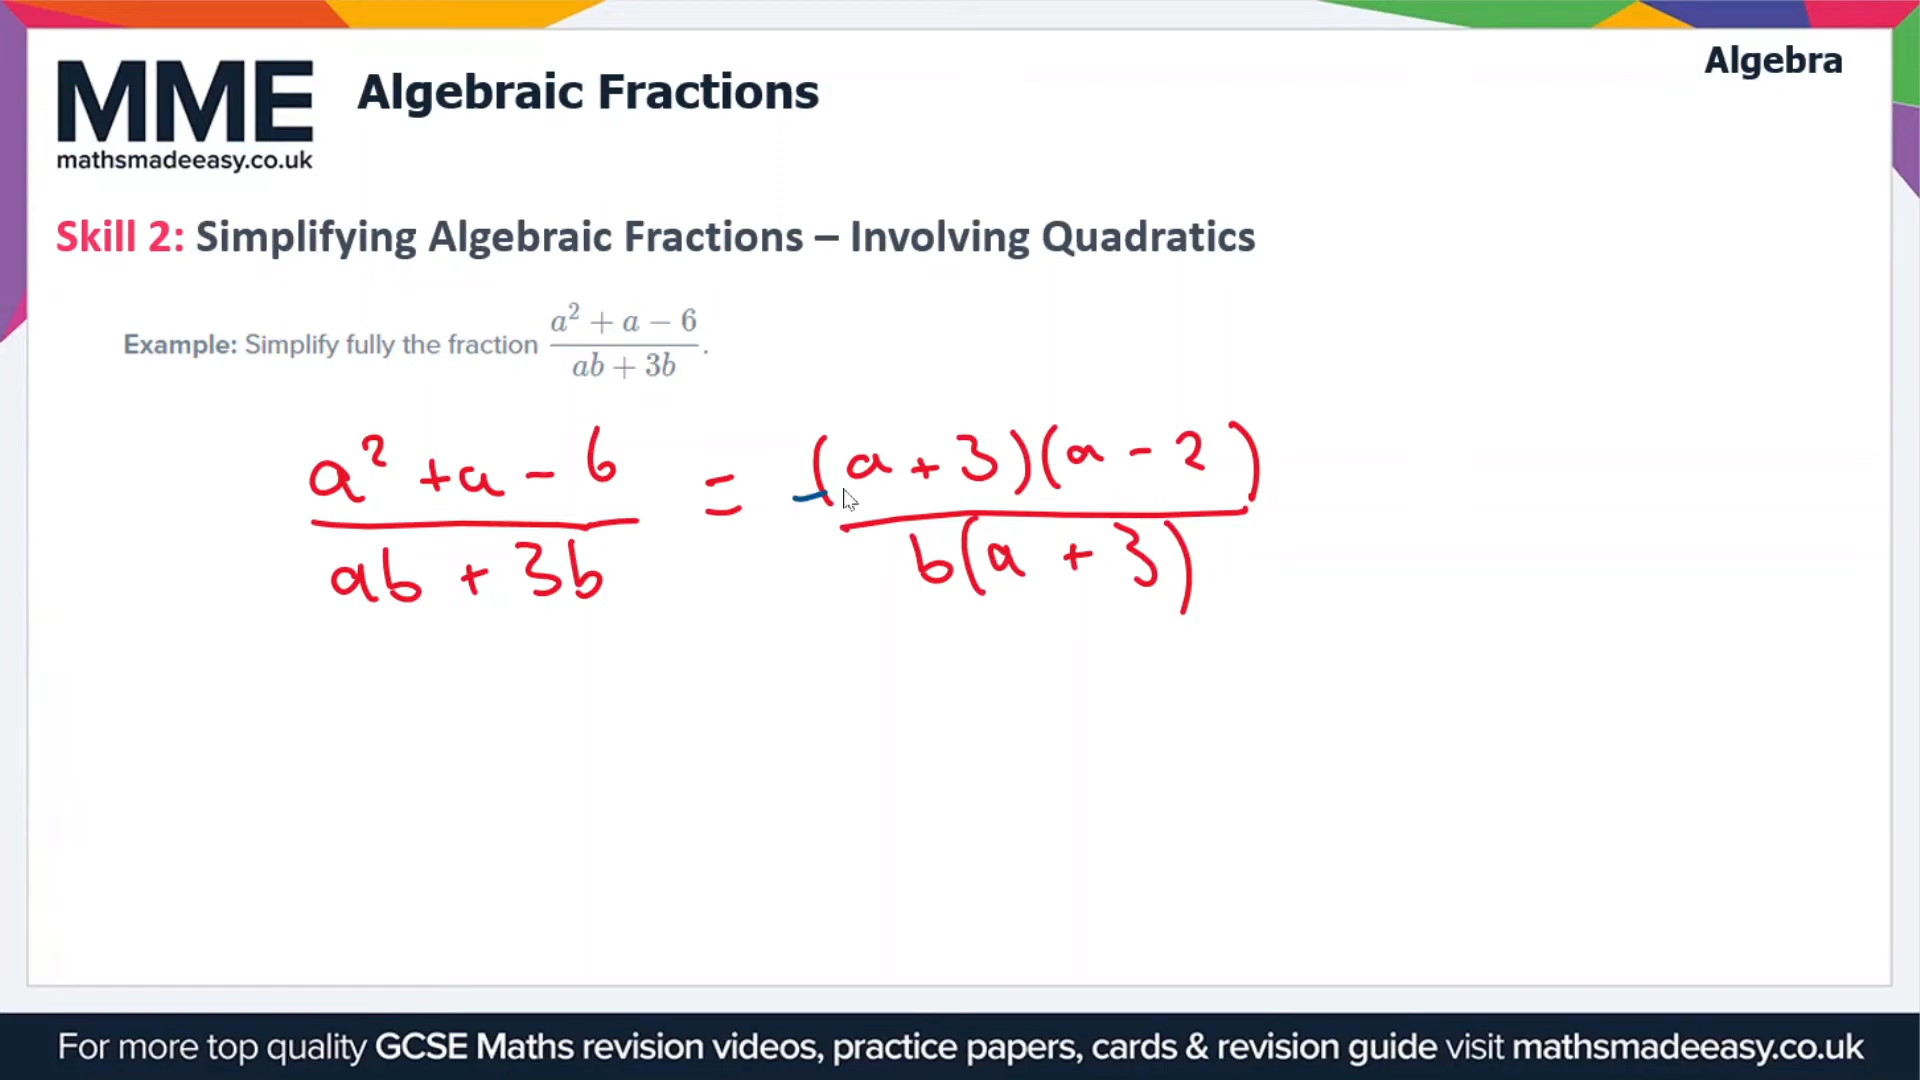 Algebra
MME
mathsmadeeasy.co.uk
Algebraic Fractions
Skill 2: Simplifying Algebraic Fractions – Involving Quadratics
Example: Simplify fully the fraction (a² + a − 6)/(ab + 3b).
(a² + a − 6)/(ab + 3b) = (a + 3)(a − 2)/b(a + 3)
For more top quality GCSE Maths revision videos, practice papers, cards & revision guide visit mathsmadeeasy.co.uk